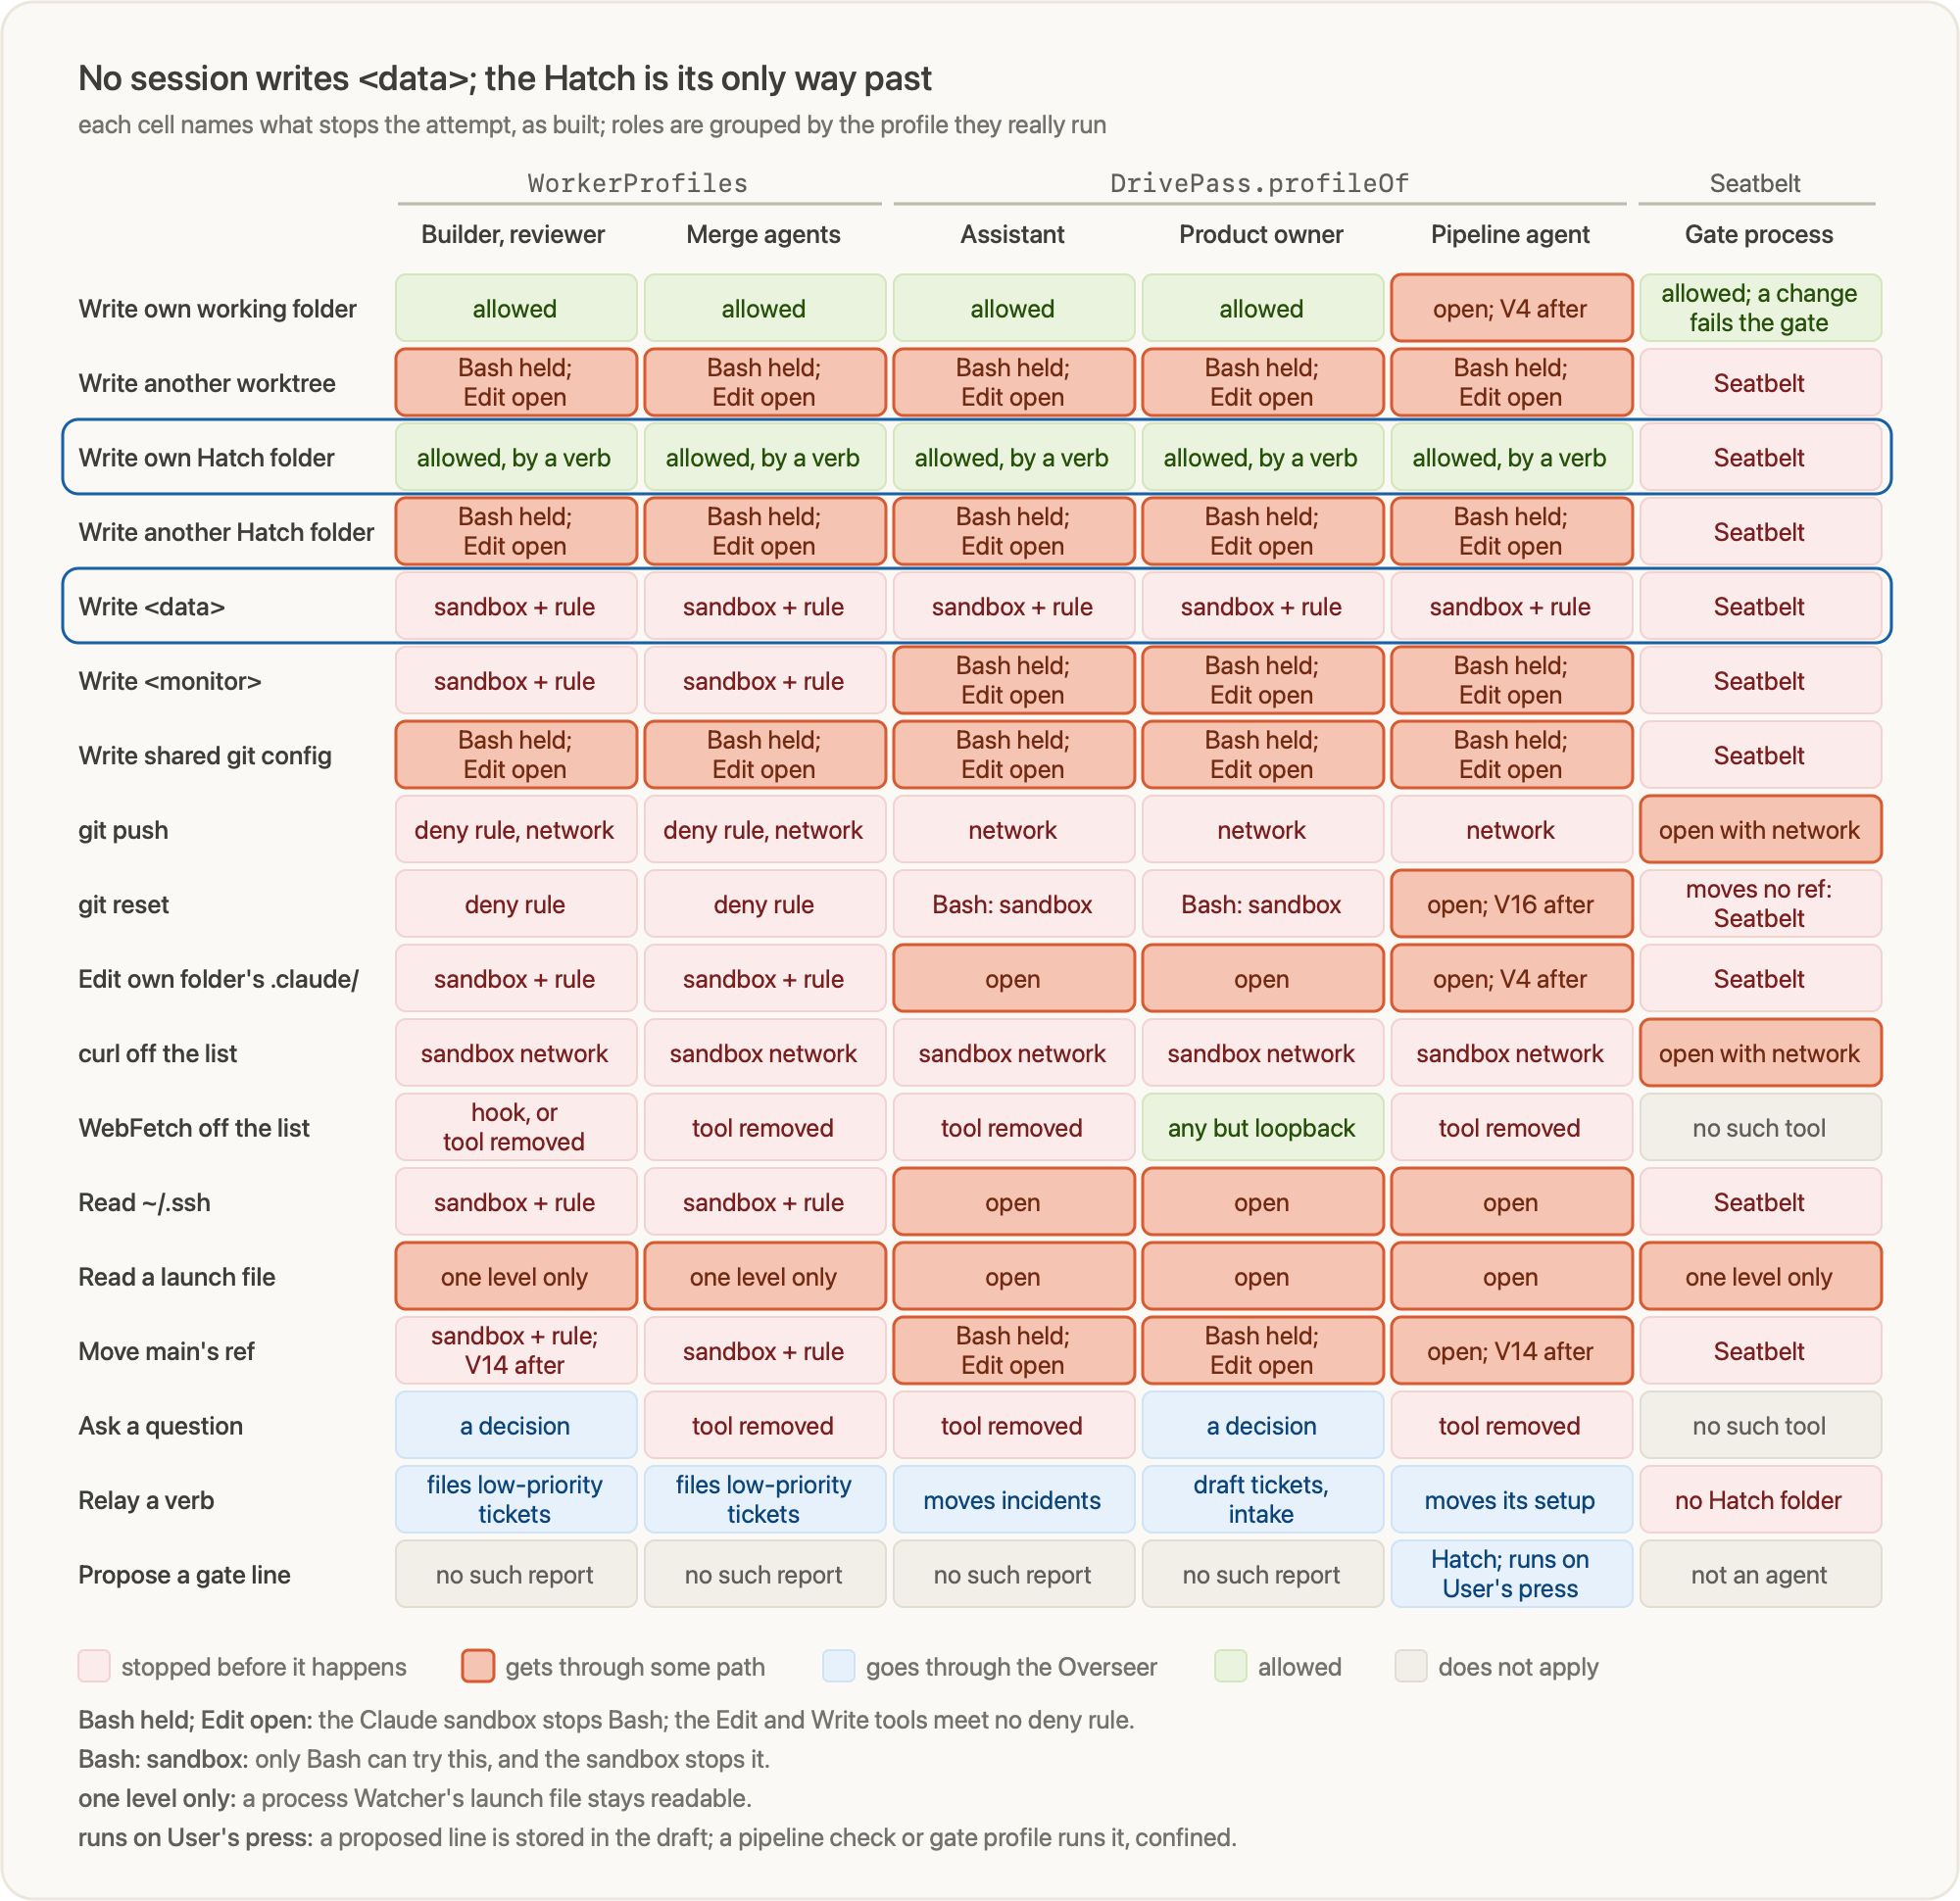 No session writes <data>; the Hatch is its only way past
each cell names what stops the attempt, as built; roles are grouped by the profile they really run
WorkerProfiles DrivePass.profileOf Seatbelt
Builder, reviewer Merge agents Assistant Product owner Pipeline agent Gate process
Write own working folder allowed allowed allowed allowed open; V4 after allowed; a change
fails the gate
Write another worktree Bash held; Bash held; Bash held; Bash held; Bash held; Seatbelt
Edit open Edit open Edit open Edit open Edit open
Write own Hatch folder allowed, by a verb allowed, by a verb allowed, by a verb allowed, by a verb allowed, by a verb Seatbelt
Write another Hatch folder Bash held; Bash held; Bash held; Bash held; Bash held; Seatbelt
Edit open Edit open Edit open Edit open Edit open
Write <data> sandbox + rule sandbox + rule sandbox + rule sandbox + rule sandbox + rule Seatbelt
Write <monitor> sandbox + rule sandbox + rule Bash held; Bash held; Bash held; Seatbelt
Edit open Edit open Edit open
Write shared git config Bash held; Bash held; Bash held; Bash held; Bash held; Seatbelt
Edit open Edit open Edit open Edit open Edit open
git push deny rule, network deny rule, network network network network open with network
git reset deny rule deny rule Bash: sandbox Bash: sandbox open; V16 after moves no ref:
Seatbelt
Edit own folder's .claude/ sandbox + rule sandbox + rule open open open; V4 after Seatbelt
curl off the list sandbox network sandbox network sandbox network sandbox network sandbox network open with network
WebFetch off the list hook, or tool removed tool removed any but loopback tool removed no such tool
tool removed
Read ~/.ssh sandbox + rule sandbox + rule open open open Seatbelt
Read a launch file one level only one level only open open open one level only
Move main's ref sandbox + rule; sandbox + rule Bash held; Bash held; open; V14 after Seatbelt
V14 after Edit open Edit open
Ask a question a decision tool removed tool removed a decision tool removed no such tool
Relay a verb files low-priority files low-priority moves incidents draft tickets, moves its setup no Hatch folder
tickets tickets intake
Propose a gate line no such report no such report no such report no such report Hatch; runs on not an agent
User's press
stopped before it happens gets through some path goes through the Overseer allowed does not apply
Bash held; Edit open: the Claude sandbox stops Bash; the Edit and Write tools meet no deny rule.
Bash: sandbox: only Bash can try this, and the sandbox stops it.
one level only: a process Watcher's launch file stays readable.
runs on User's press: a proposed line is stored in the draft; a pipeline check or gate profile runs it, confined.